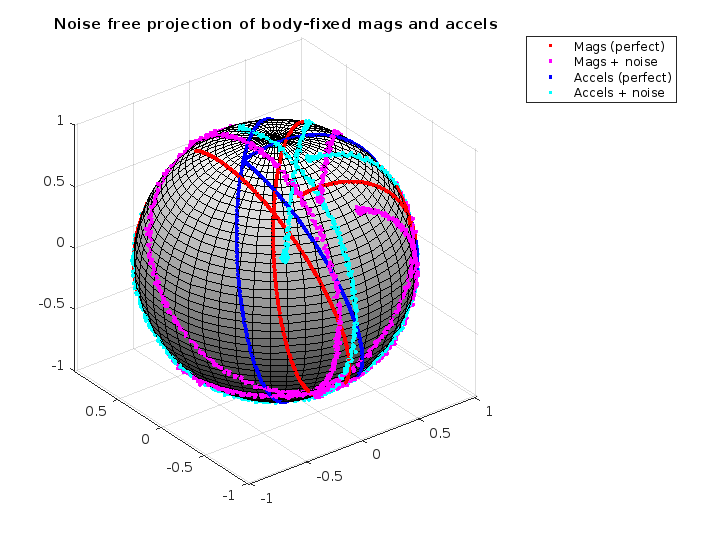 Noise free projection of body-fixed mags and accels
Mags (perfect)
Mags + noise
Accels (perfect)
Accels + noise
1
0.5
0
-0.5
-1
0.5
0
-0.5
-1
-1
-0.5
0
0.5
1